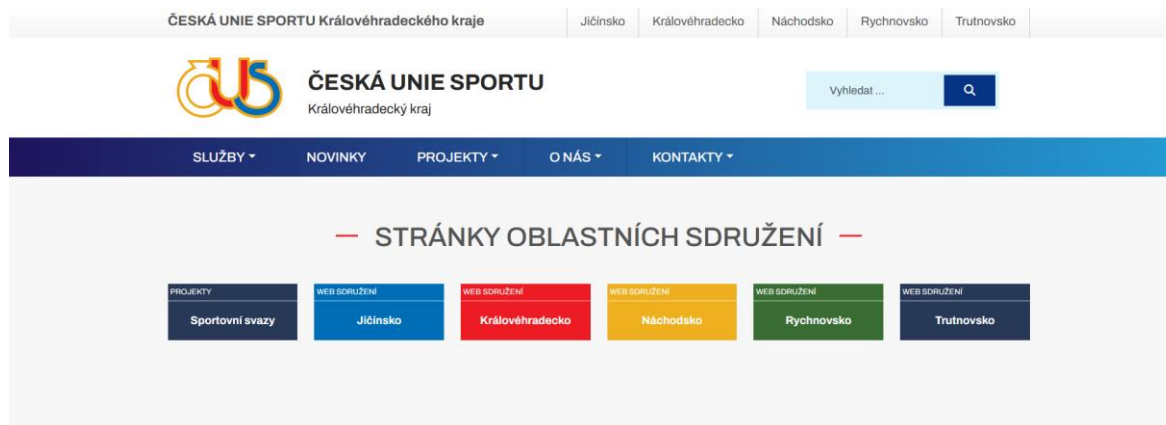 ČESKÁ UNIE SPORTU Královéhradeckého kraje
Jičínsko
Královéhradecko
Náchodsko
Rychnovsko
Trutnovsko
ČUS
ČESKÁ UNIE SPORTU
Královéhradecký kraj
Vyhledat ...
SLUŽBY
NOVINKY
PROJEKTY
O NÁS
KONTAKTY
STRÁNKY OBLASTNÍCH SDRUŽENÍ
PROJEKTY
Sportovní svazy
WEB SDRUŽENÍ
Jičínsko
WEB SDRUŽENÍ
Královéhradecko
WEB SDRUŽENÍ
Náchodsko
WEB SDRUŽENÍ
Rychnovsko
WEB SDRUŽENÍ
Trutnovsko